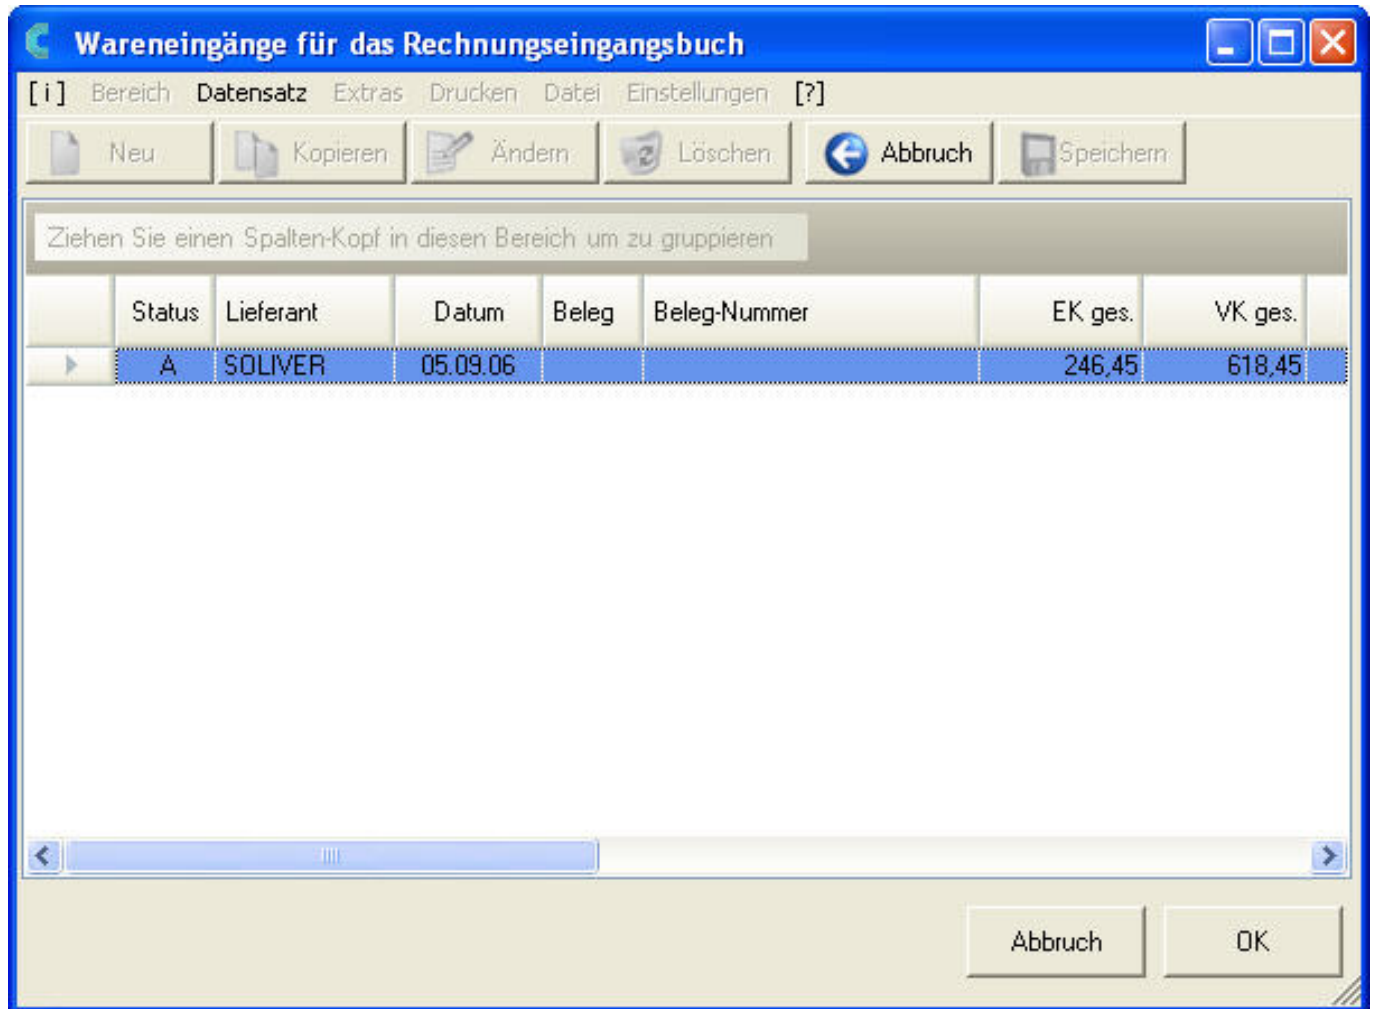 Wareneingänge für das Rechnungseingangsbuch
[i] Bereich Datensatz Extras Drucken Datei Einstellungen [?]
Neu Kopieren Ändern Löschen Abbruch Speichern
Ziehen Sie einen Spalten-Kopf in diesen Bereich um zu gruppieren
Status Lieferant Datum Beleg Beleg-Nummer EK ges. VK ges.
A SOLIVER 05.09.06 246,45 618,45
Abbruch OK